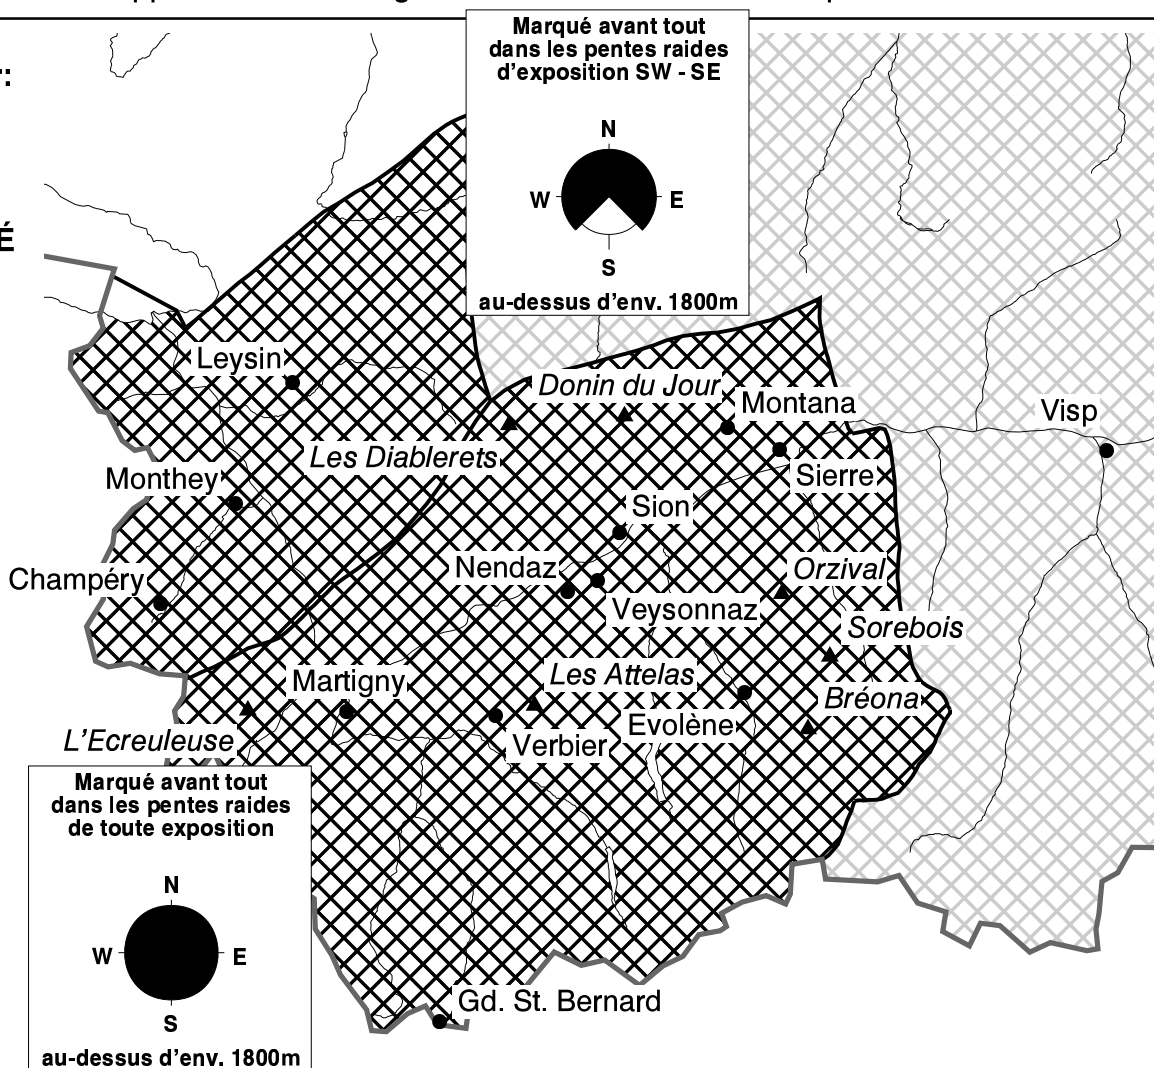 Marqué avant tout
dans les pentes raides
d'exposition SW - SE
N
W
E
S
au-dessus d'env. 1800m
É
Leysin
Donin du Jour
Montana
Visp
Les Diablerets
Sierre
Monthey
Sion
Nendaz
Orzival
Champéry
Veysonnaz
Sorebois
Les Attelas
Martigny
Bréona
Evolène
L'Ecreuleuse
Verbier
Marqué avant tout
dans les pentes raides
de toute exposition
N
W
E
S
Gd. St. Bernard
au-dessus d'env. 1800m